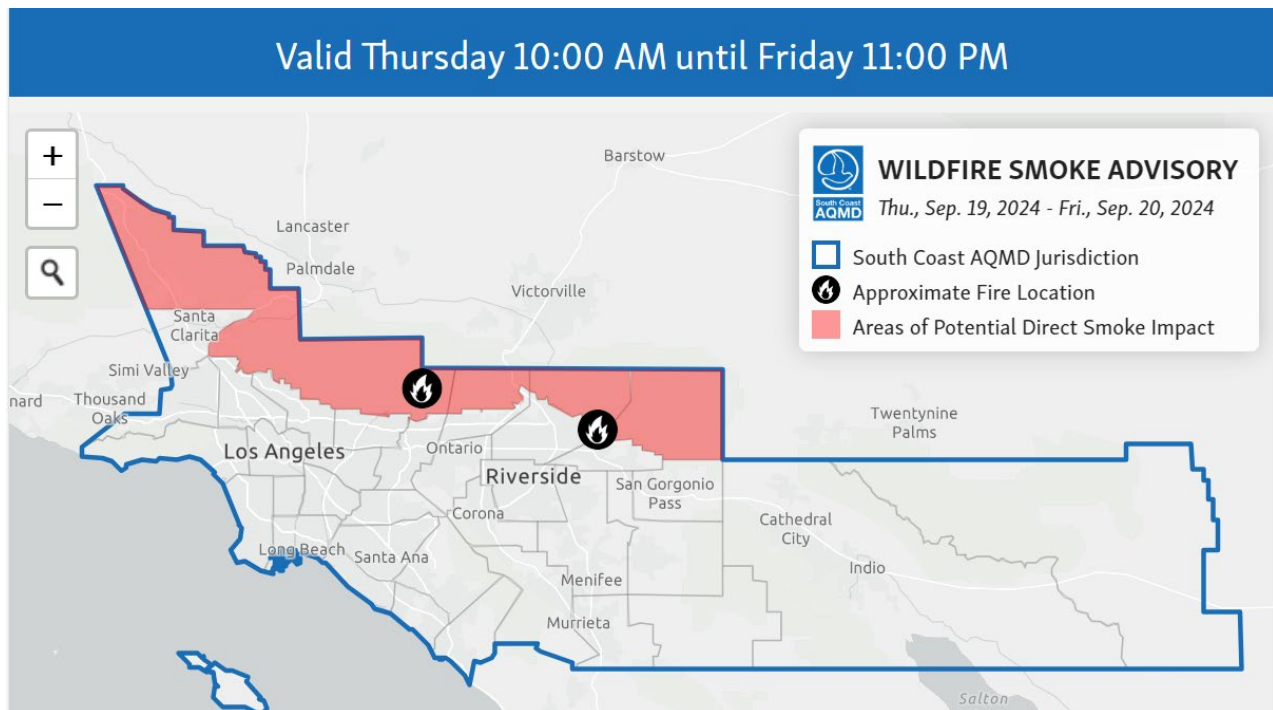 Valid Thursday 10:00 AM until Friday 11:00 PM
+
−
WILDFIRE SMOKE ADVISORY
Thu., Sep. 19, 2024 - Fri., Sep. 20, 2024
South Coast
AQMD
South Coast AQMD Jurisdiction
Approximate Fire Location
Areas of Potential Direct Smoke Impact
Barstow
Lancaster
Palmdale
Victorville
Santa
Clarita
Simi Valley
nard
Thousand
Oaks
Twentynine
Palms
Los Angeles
Ontario
Riverside
San Gorgonio
Pass
Corona
Cathedral
City
Long Beach
Santa Ana
Indio
Menifee
Murrieta
Salton